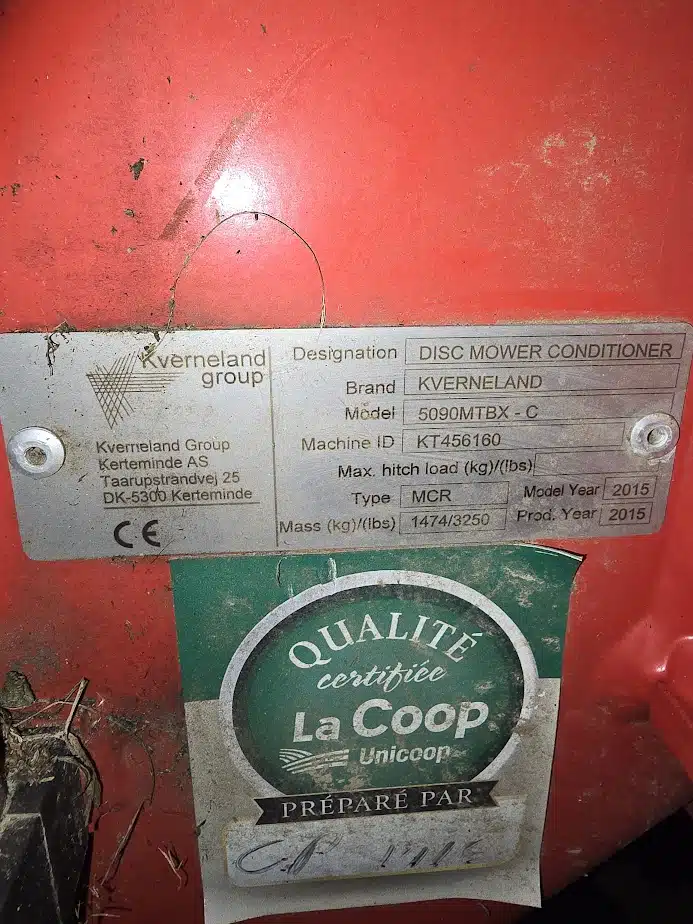 Kverneland
group
Kverneland Group
Kerteminde AS
Taarupstrandvej 25
DK-5300 Kerteminde
CE
Designation DISC MOWER CONDITIONER
Brand KVERNELAND
Model 5090MTBX - C
Machine ID KT456160
Max. hitch load (kg)/(lbs)
Type MCR Model Year 2015
Mass (kg)/(lbs) 1474/3250 Prod. Year 2015
QUALITÉ
certifiée
La Coop
Unicoop
PRÉPARÉ PAR